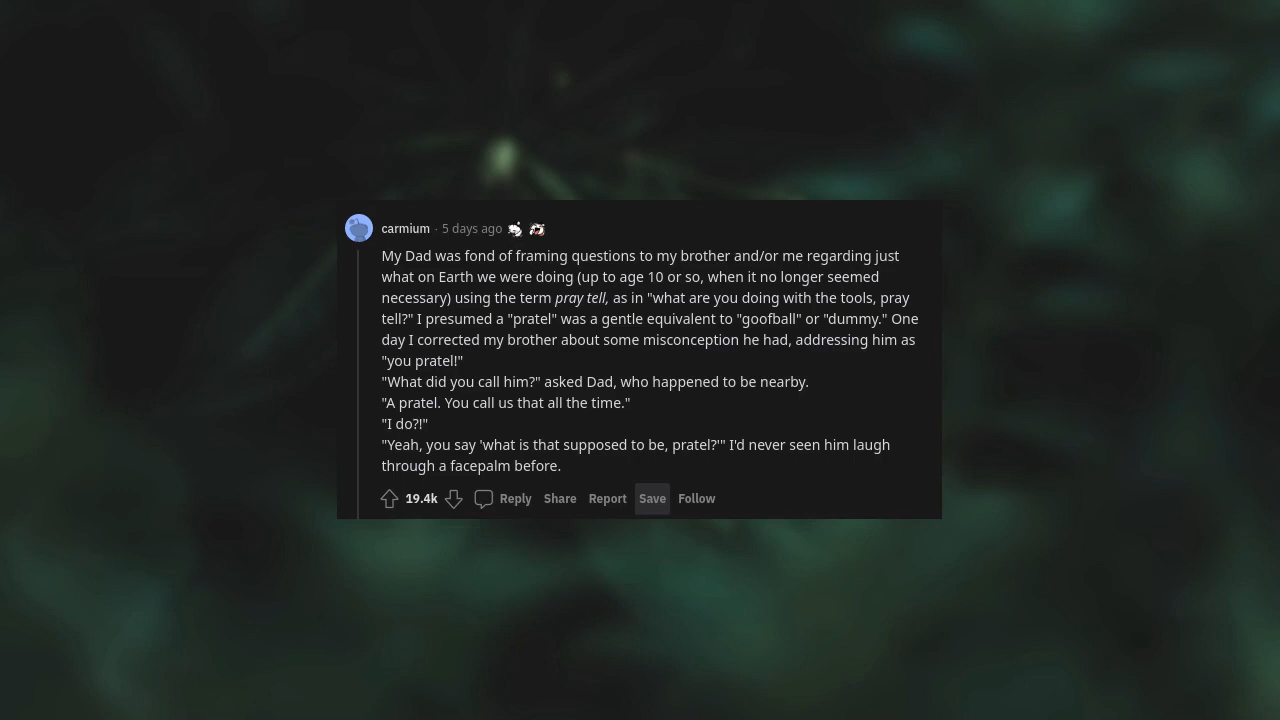 carmium · 5 days ago
My Dad was fond of framing questions to my brother and/or me regarding just
what on Earth we were doing (up to age 10 or so, when it no longer seemed
necessary) using the term pray tell, as in "what are you doing with the tools, pray
tell?" I presumed a "pratel" was a gentle equivalent to "goofball" or "dummy." One
day I corrected my brother about some misconception he had, addressing him as
"you pratel!"
"What did you call him?" asked Dad, who happened to be nearby.
"A pratel. You call us that all the time."
"I do?!"
"Yeah, you say 'what is that supposed to be, pratel?'" I'd never seen him laugh
through a facepalm before.
19.4k Reply Share Report Save Follow